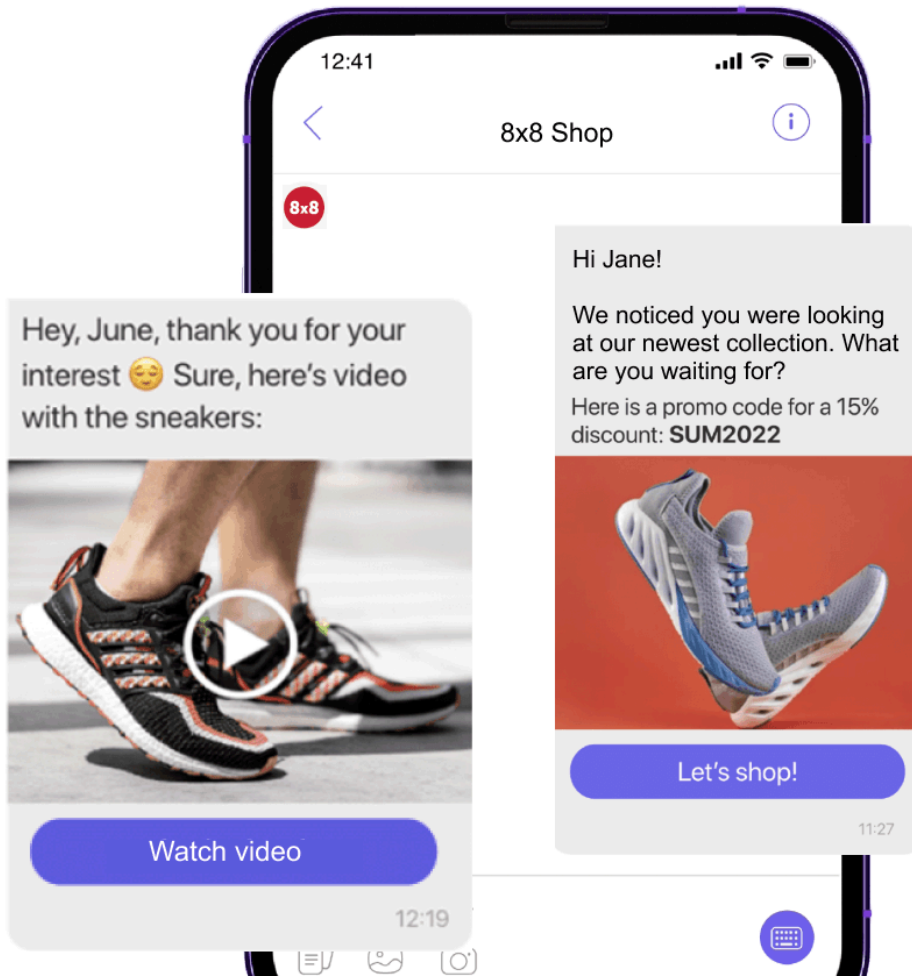 12:41
8x8 Shop
8x8
Hi Jane!
We noticed you were looking
at our newest collection. What
are you waiting for?
Here is a promo code for a 15%
discount: SUM2022
Let's shop!
11:27
Hey, June, thank you for your
interest 😌 Sure, here's video
with the sneakers:
Watch video
12:19